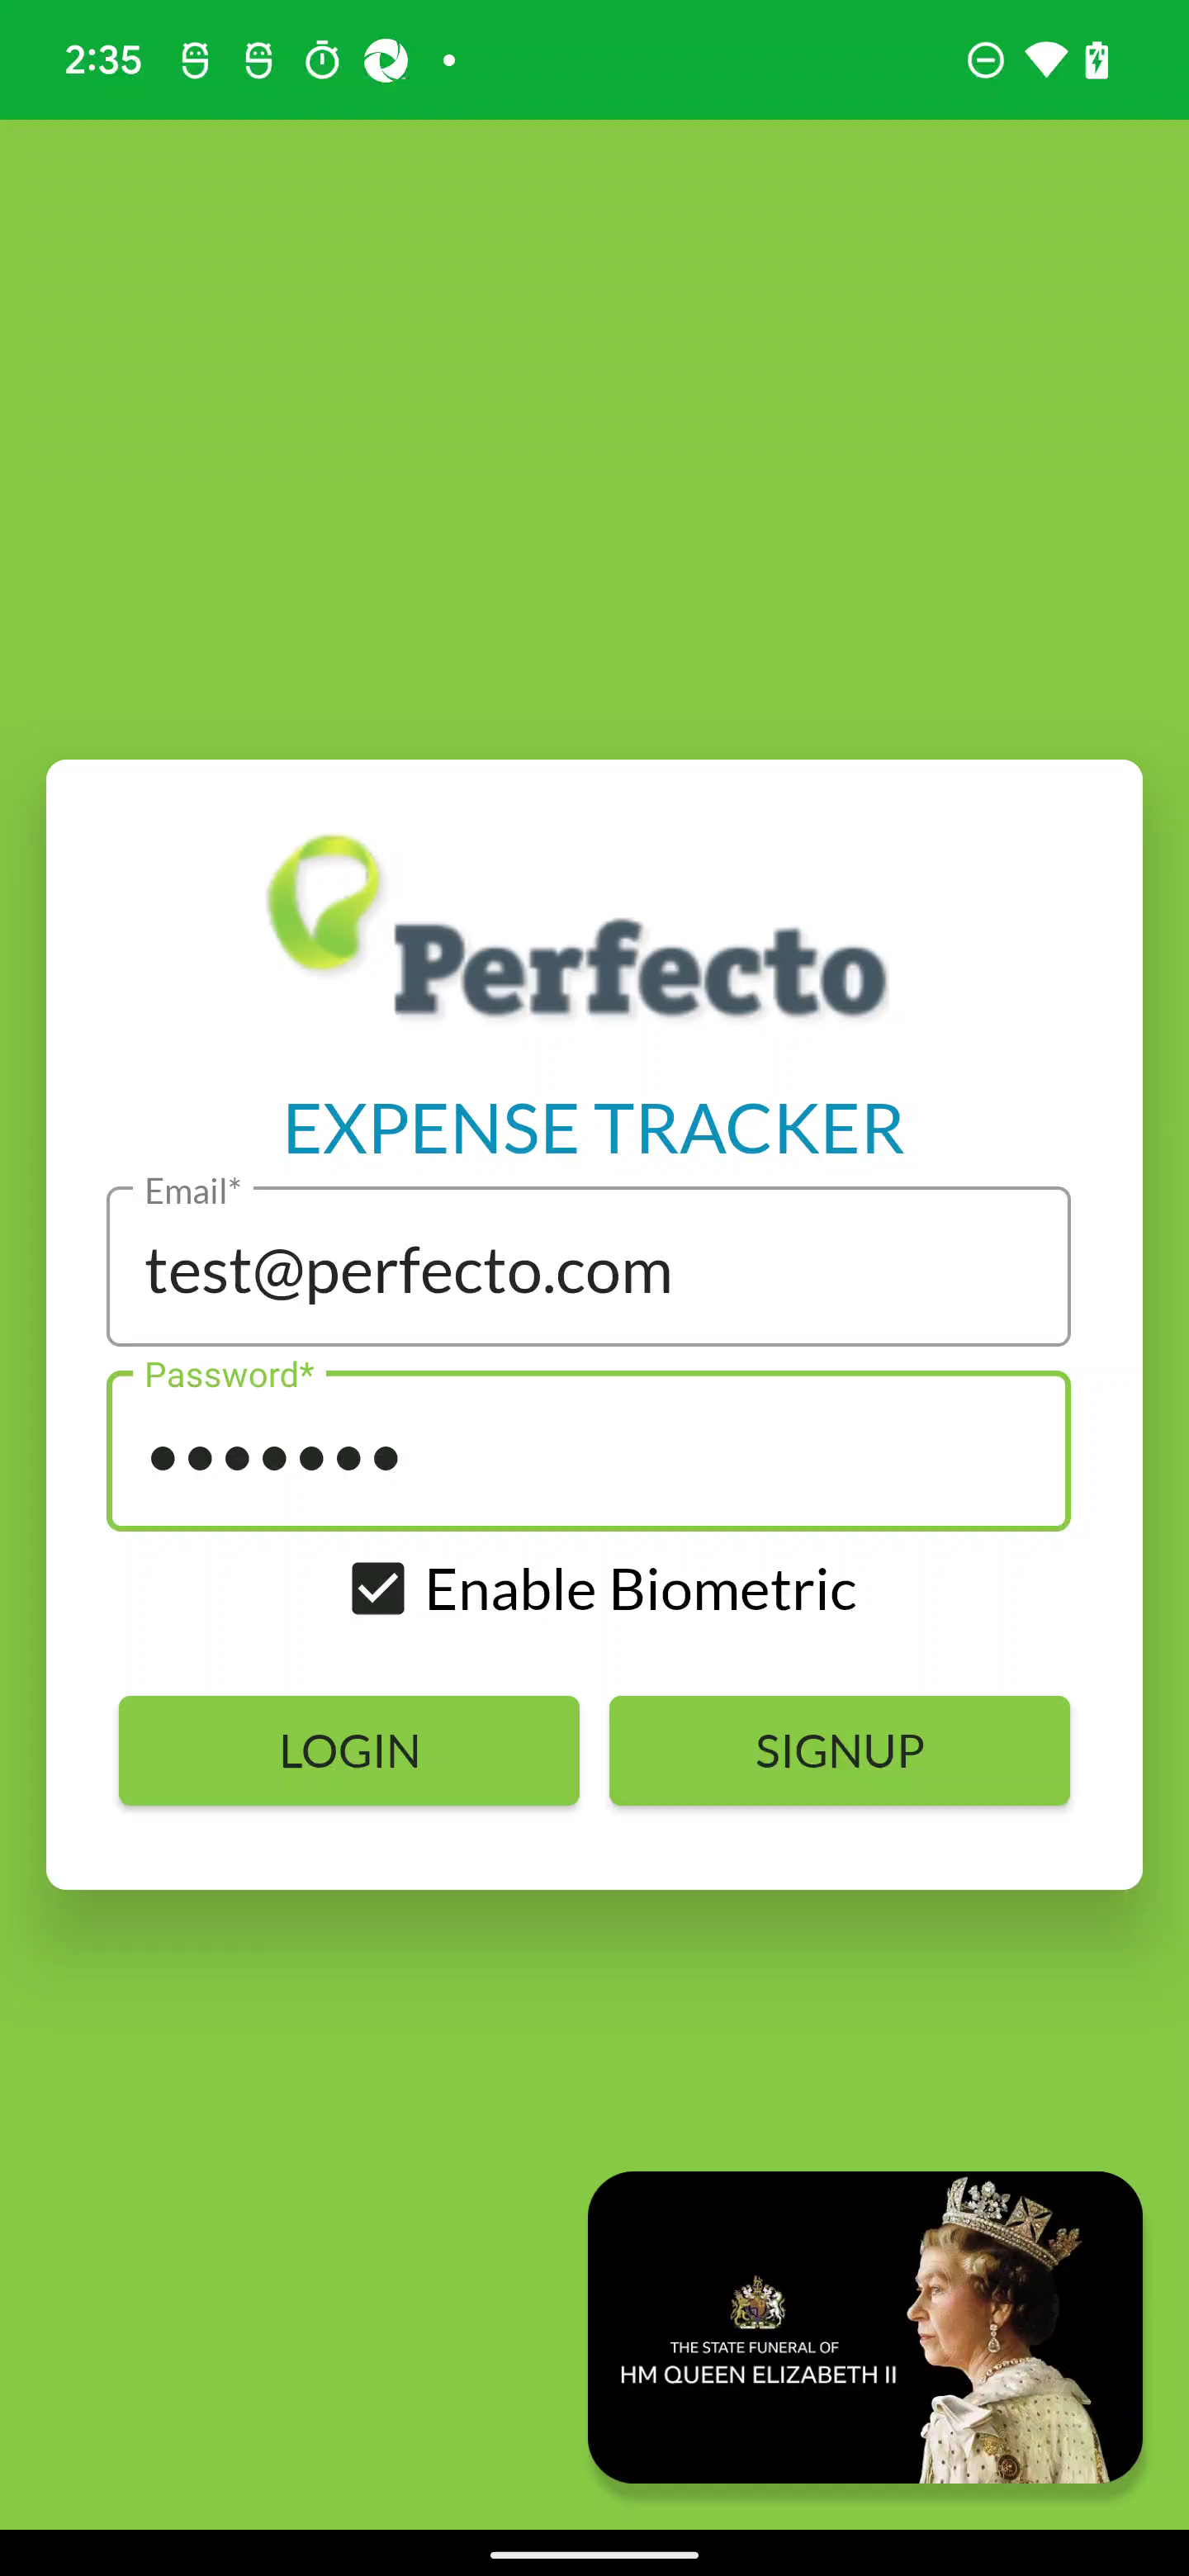 2:35
Perfecto
EXPENSE TRACKER
Email*
test@perfecto.com
Password*
•••••••
Enable Biometric
LOGIN
SIGNUP
THE STATE FUNERAL OF
HM QUEEN ELIZABETH II